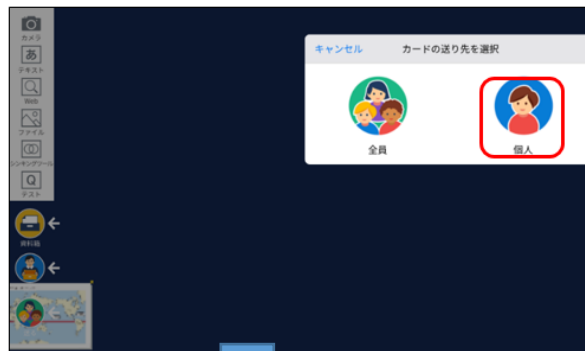 カメラ
あ
テキスト
Web
ファイル
シンキングツール
Q
テスト
資料箱
キャンセル
カードの送り先を選択
全員
個人